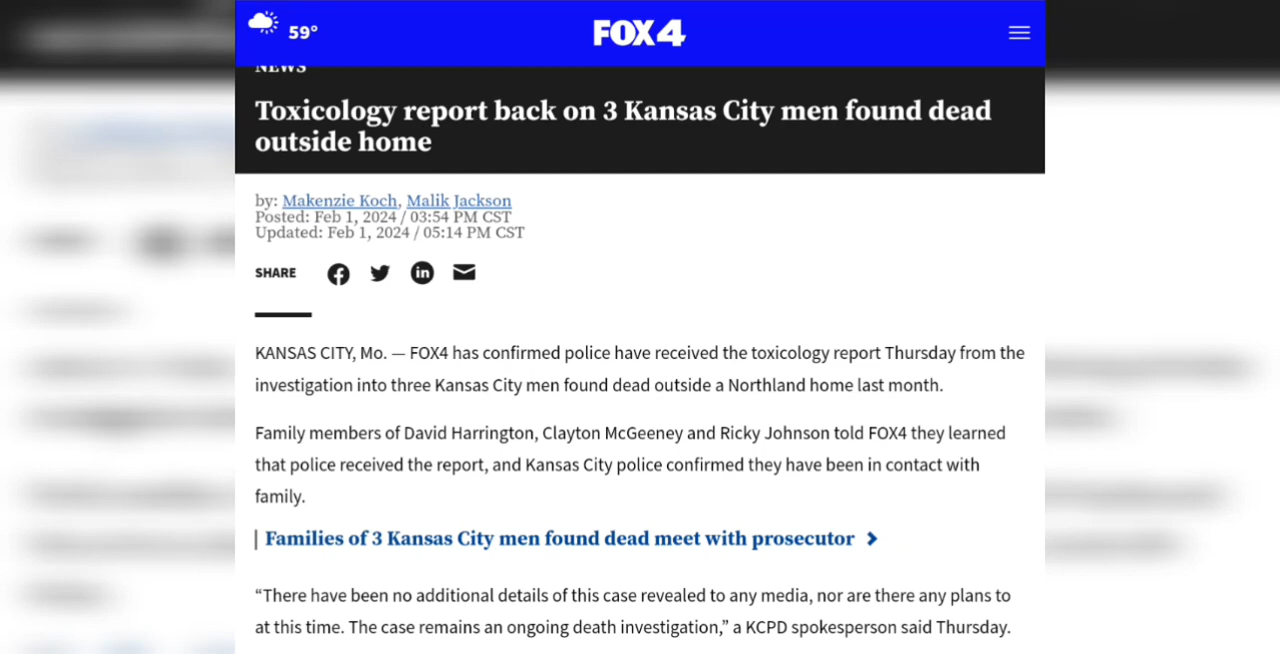 59°
FOX 4
NEWS
Toxicology report back on 3 Kansas City men found dead
outside home
by: Makenzie Koch, Malik Jackson
Posted: Feb 1, 2024 / 03:54 PM CST
Updated: Feb 1, 2024 / 05:14 PM CST
SHARE
KANSAS CITY, Mo. — FOX4 has confirmed police have received the toxicology report Thursday from the
investigation into three Kansas City men found dead outside a Northland home last month.
Family members of David Harrington, Clayton McGeeney and Ricky Johnson told FOX4 they learned
that police received the report, and Kansas City police confirmed they have been in contact with
family.
Families of 3 Kansas City men found dead meet with prosecutor
“There have been no additional details of this case revealed to any media, nor are there any plans to
at this time. The case remains an ongoing death investigation,” a KCPD spokesperson said Thursday.